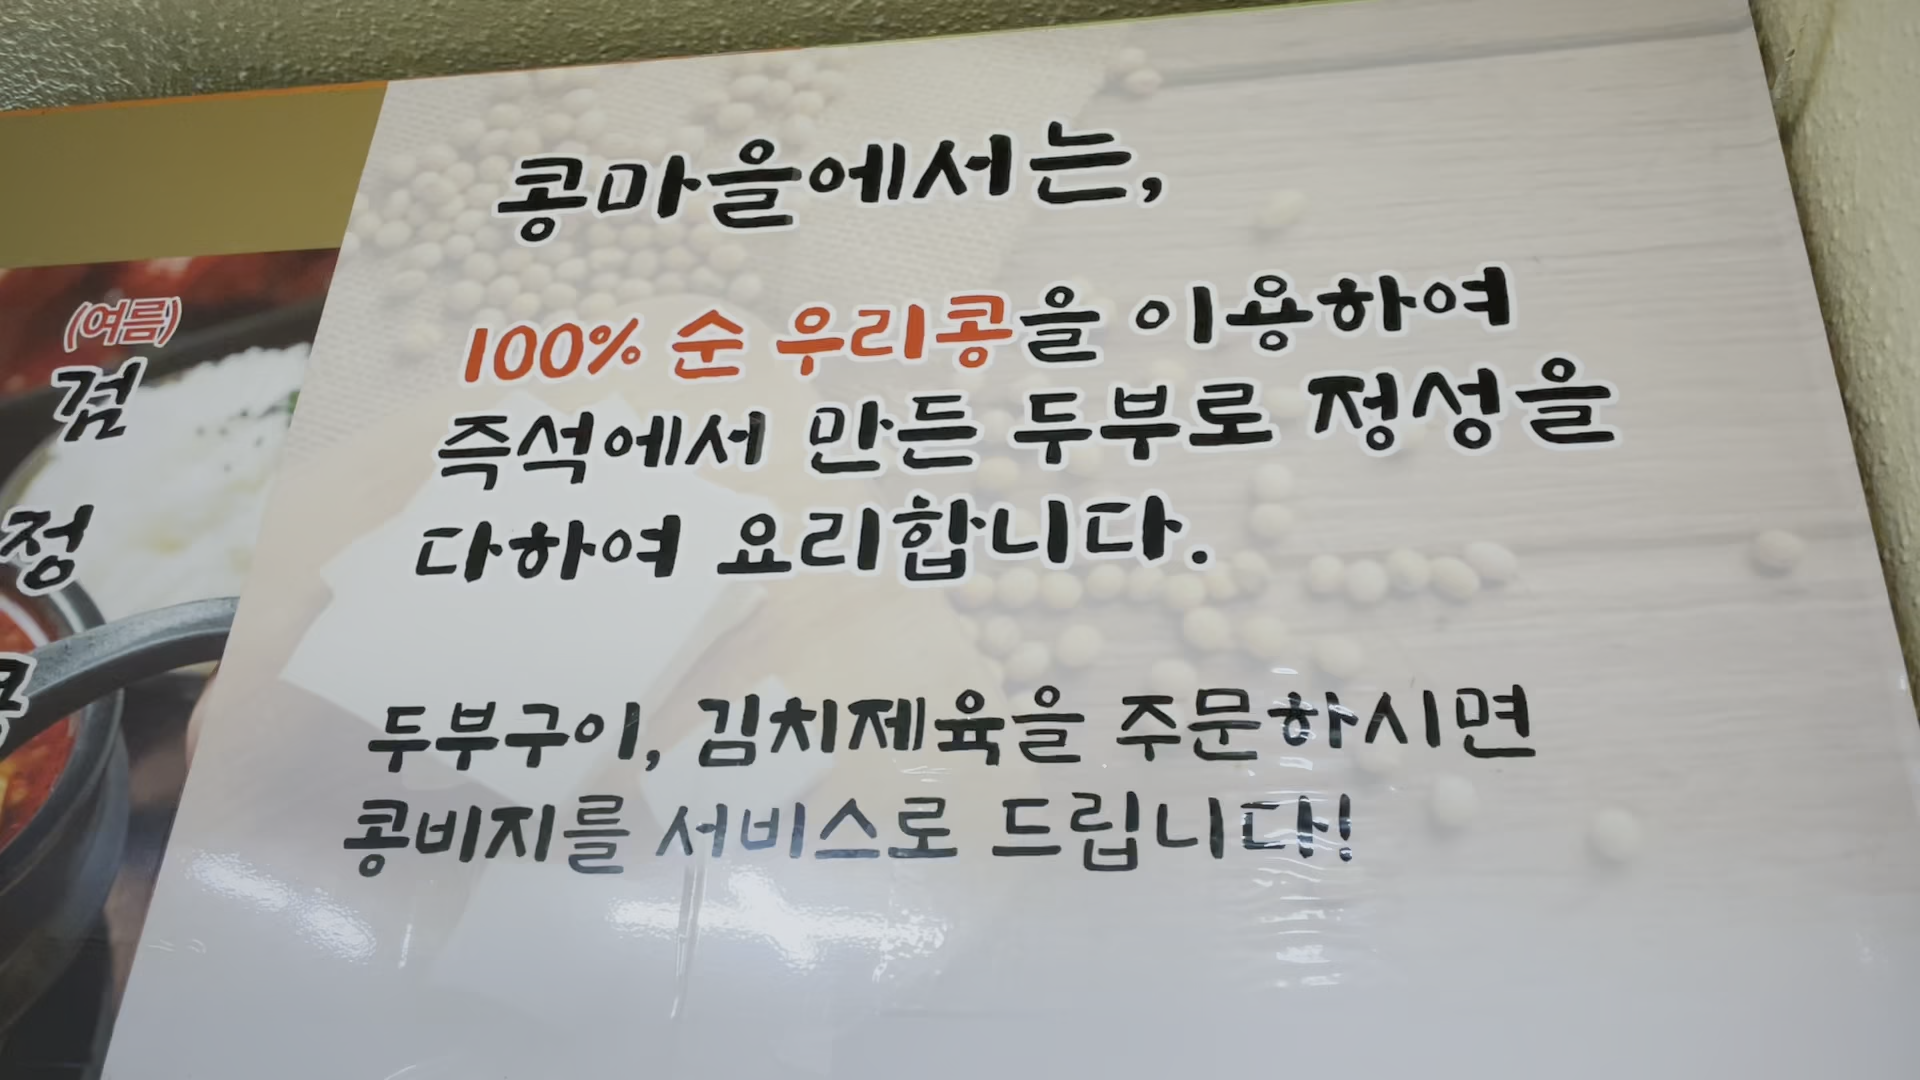 콩마을에서는,
100% 순 우리콩을 이용하여
즉석에서 만든 두부로 정성을
다하여 요리합니다.
두부구이, 김치제육을 주문하시면
콩비지를 서비스로 드립니다!
(여름)
겸
정